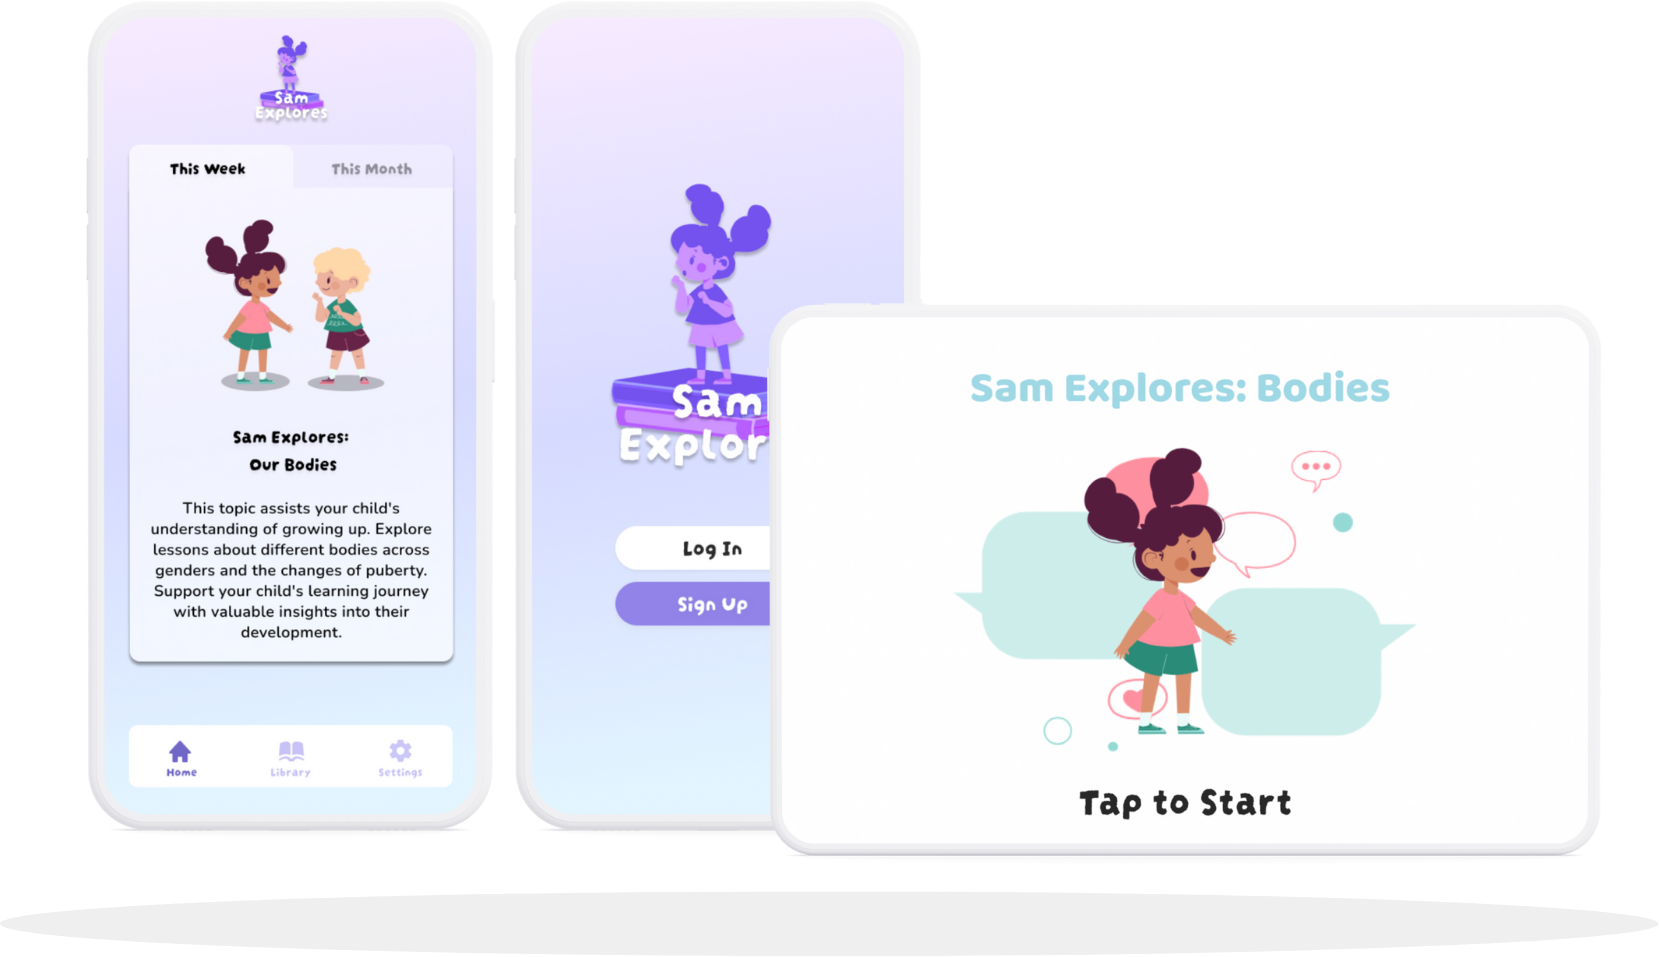 Sam
Explores
This Week
This Month
Sam Explores:
Our Bodies
This topic assists your child's
understanding of growing up. Explore
lessons about different bodies across
genders and the changes of puberty.
Support your child's learning journey
with valuable insights into their
development.
Home
Library
Settings
Sam
Explor
Log In
Sign Up
Sam Explores: Bodies
Tap to Start